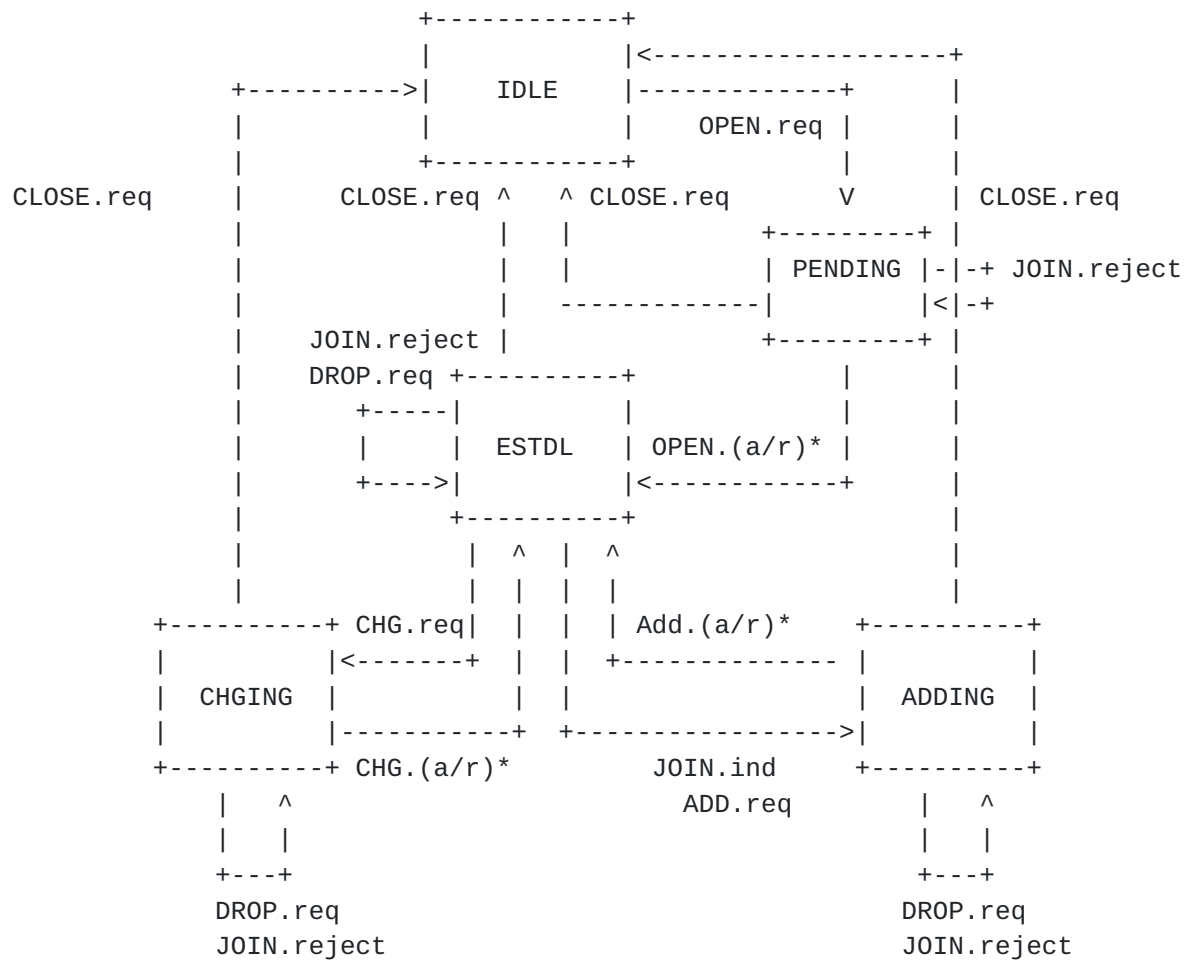 IDLE
OPEN.req
CLOSE.req CLOSE.req CLOSE.req CLOSE.req
PENDING JOIN.reject
JOIN.reject
DROP.req
ESTDL OPEN.(a/r)*
CHG.req Add.(a/r)*
CHGING ADDING
CHG.(a/r)* JOIN.ind
ADD.req
DROP.req DROP.req
JOIN.reject JOIN.reject